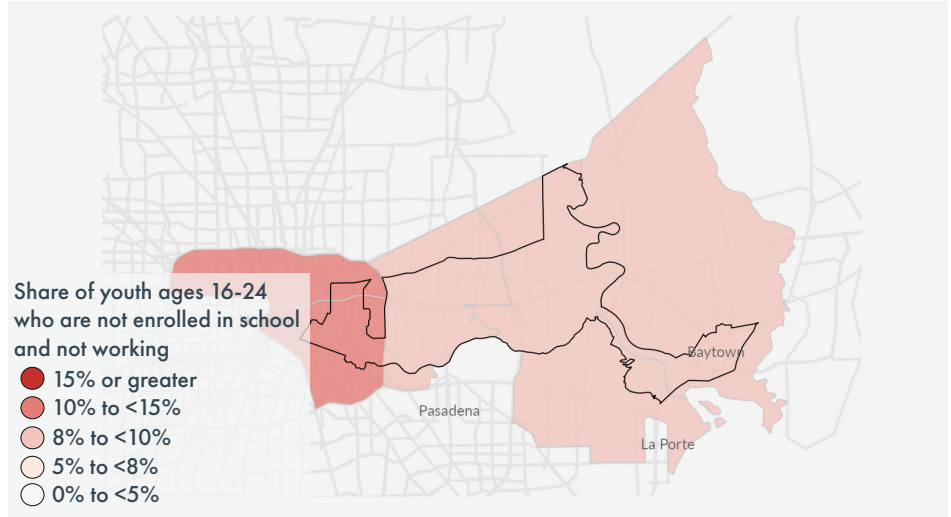 Share of youth ages 16-24
who are not enrolled in school
and not working
15% or greater
10% to <15%
8% to <10%
5% to <8%
0% to <5%
Baytown
Pasadena
La Porte